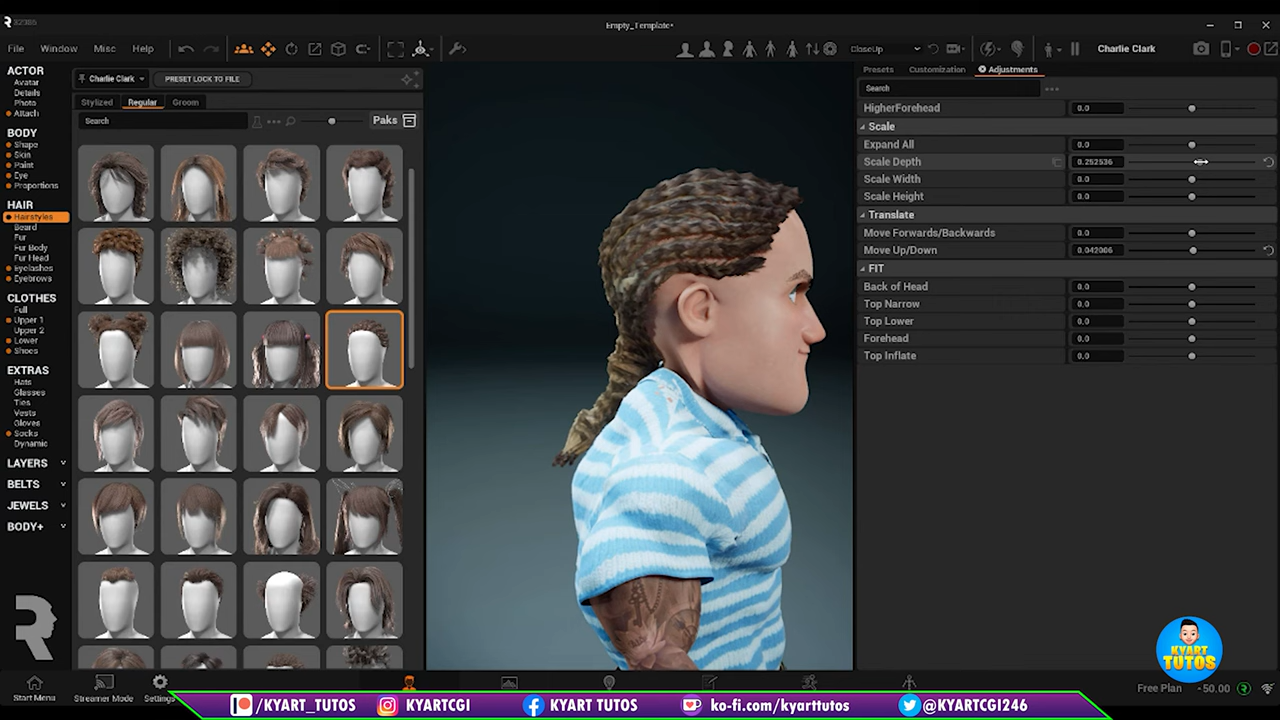 Empty_Template*
File Window Misc Help
CloseUp
Charlie Clark
ACTOR
Avatar
Details
Photo
Attach
BODY
Shape
Skin
Paint
Eye
Proportions
HAIR
Hairstyles
Beard
Fur
Fur Body
Fur Head
Eyelashes
Eyebrows
CLOTHES
Full
Upper 1
Upper 2
Lower
Shoes
EXTRAS
Hats
Glasses
Ties
Vests
Gloves
Socks
Dynamic
LAYERS
BELTS
JEWELS
BODY+
Charlie Clark
PRESET LOCK TO FILE
Stylized Regular Groom
Search
Paks
Presets Customization Adjustments
Search
HigherForehead 0.0
Scale
Expand All 0.0
Scale Depth 0.252536
Scale Width 0.0
Scale Height 0.0
Translate
Move Forwards/Backwards 0.0
Move Up/Down 0.042006
FIT
Back of Head 0.0
Top Narrow 0.0
Top Lower 0.0
Forehead 0.0
Top Inflate 0.0
KYART
TUTOS
Start Menu Streamer Mode Settings
Free Plan -50.00
/KYART_TUTOS KYARTCGI KYART TUTOS ko-fi.com/kyarttutos @KYARTCGI246